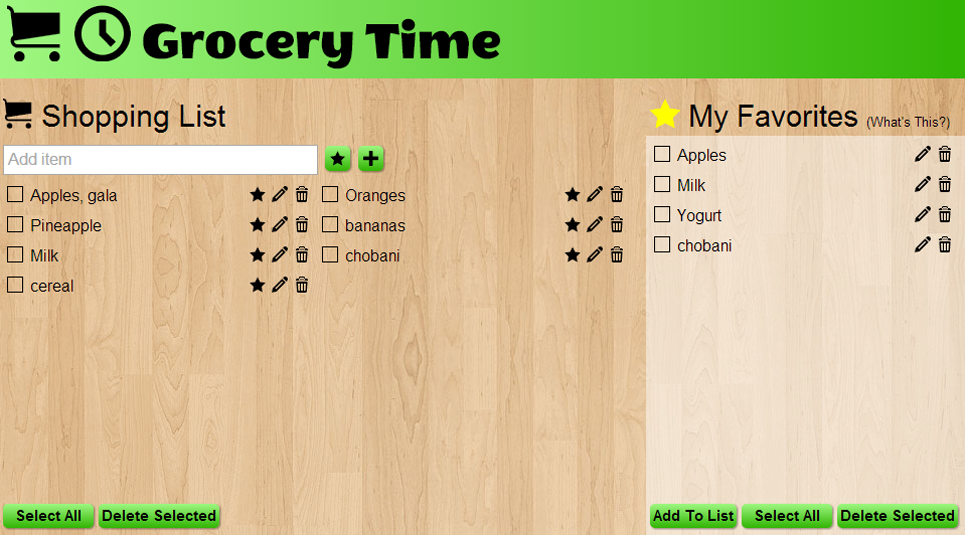 Grocery Time
Shopping List
Add item
Apples, gala
Pineapple
Milk
cereal
Oranges
bananas
chobani
Select All
Delete Selected
My Favorites (What's This?)
Apples
Milk
Yogurt
chobani
Add To List
Select All
Delete Selected